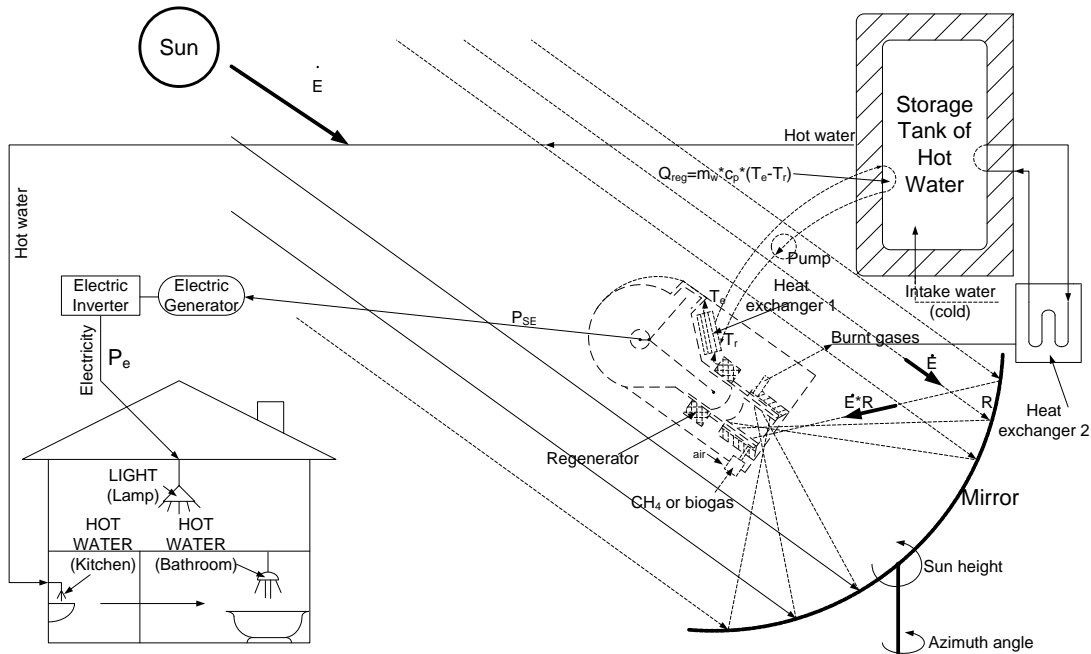 Sun
Ė
Hot water
Storage
Tank of
Hot
Water
Q_reg=m_w*c_p*(T_e-T_r)
Hot water
Pump
Intake water
(cold)
Electric
Inverter
Electric
Generator
P_SE
T_e
Heat
exchanger 1
T_r
Burnt gases
Ė
Ė*R
R
Heat
exchanger 2
Electricity
P_e
Regenerator
air
CH₄ or biogas
Mirror
LIGHT
(Lamp)
HOT
WATER
(Kitchen)
HOT
WATER
(Bathroom)
Sun height
Azimuth angle